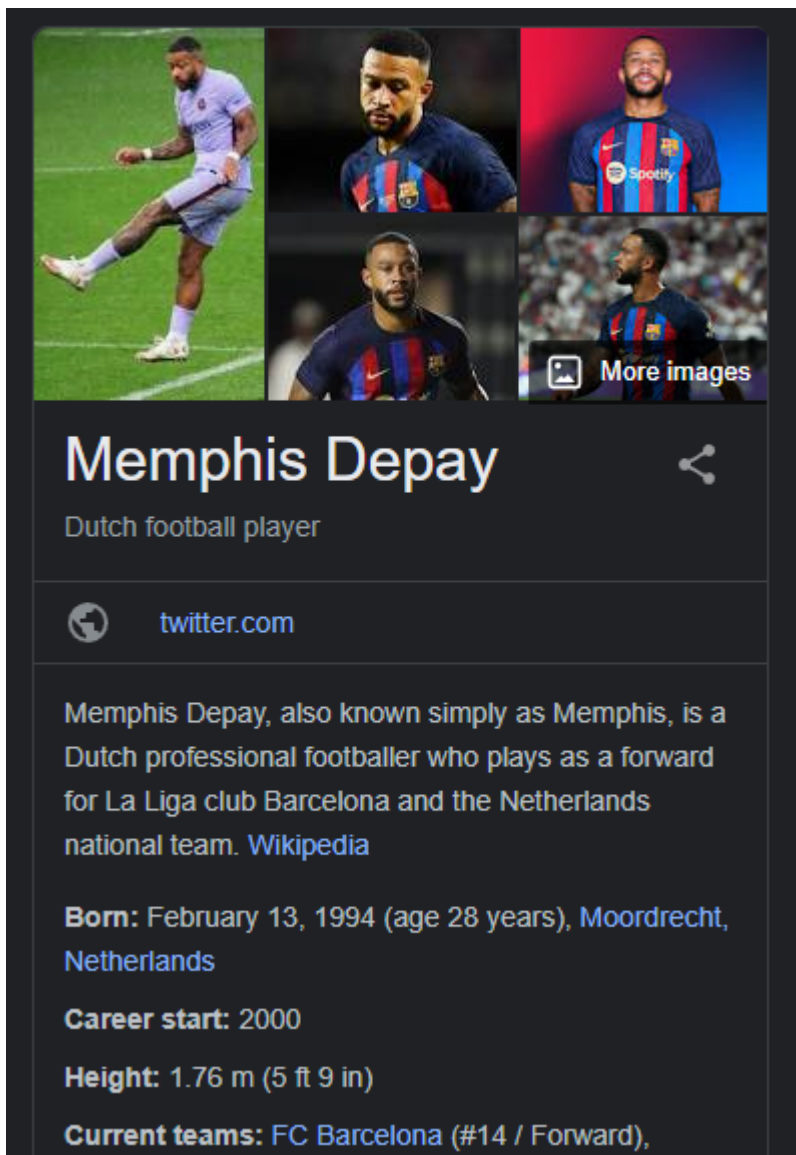 Spotify
More images
Memphis Depay
Dutch football player
twitter.com
Memphis Depay, also known simply as Memphis, is a
Dutch professional footballer who plays as a forward
for La Liga club Barcelona and the Netherlands
national team. Wikipedia
Born: February 13, 1994 (age 28 years), Moordrecht,
Netherlands
Career start: 2000
Height: 1.76 m (5 ft 9 in)
Current teams: FC Barcelona (#14 / Forward),